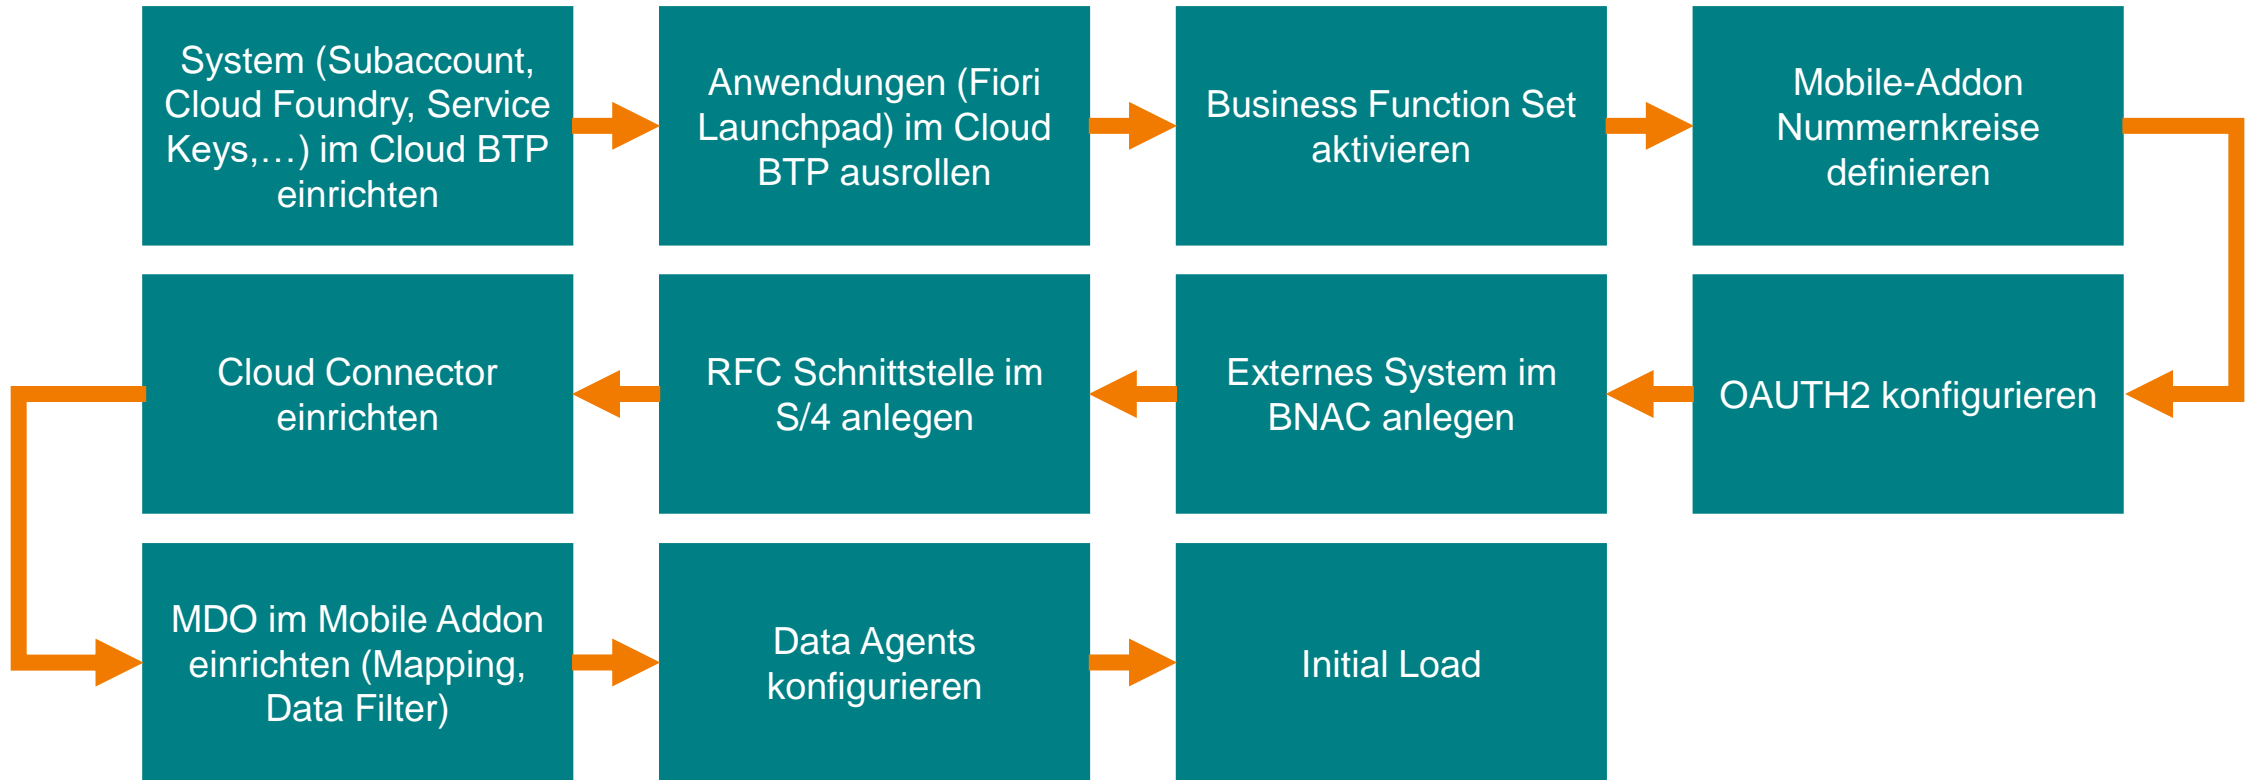 System (Subaccount,
Cloud Foundry, Service
Keys,…) im Cloud BTP
einrichten
Anwendungen (Fiori
Launchpad) im Cloud
BTP ausrollen
Business Function Set
aktivieren
Mobile-Addon
Nummernkreise
definieren
OAUTH2 konfigurieren
Externes System im
BNAC anlegen
RFC Schnittstelle im
S/4 anlegen
Cloud Connector
einrichten
MDO im Mobile Addon
einrichten (Mapping,
Data Filter)
Data Agents
konfigurieren
Initial Load